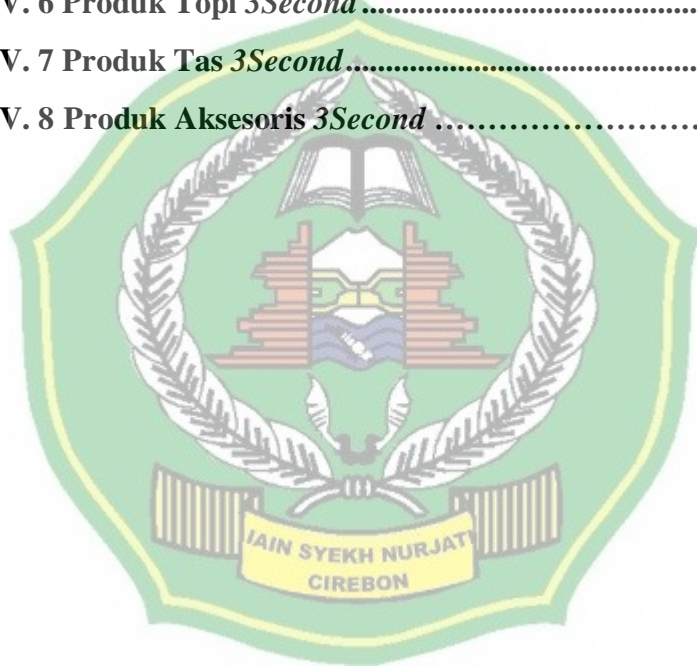 V. 6 Produk Topi 3Second ..........................................
V. 7 Produk Tas 3Second ..........................................
V. 8 Produk Aksesoris 3Second ……………………
IAIN SYEKH NURJATI
CIREBON